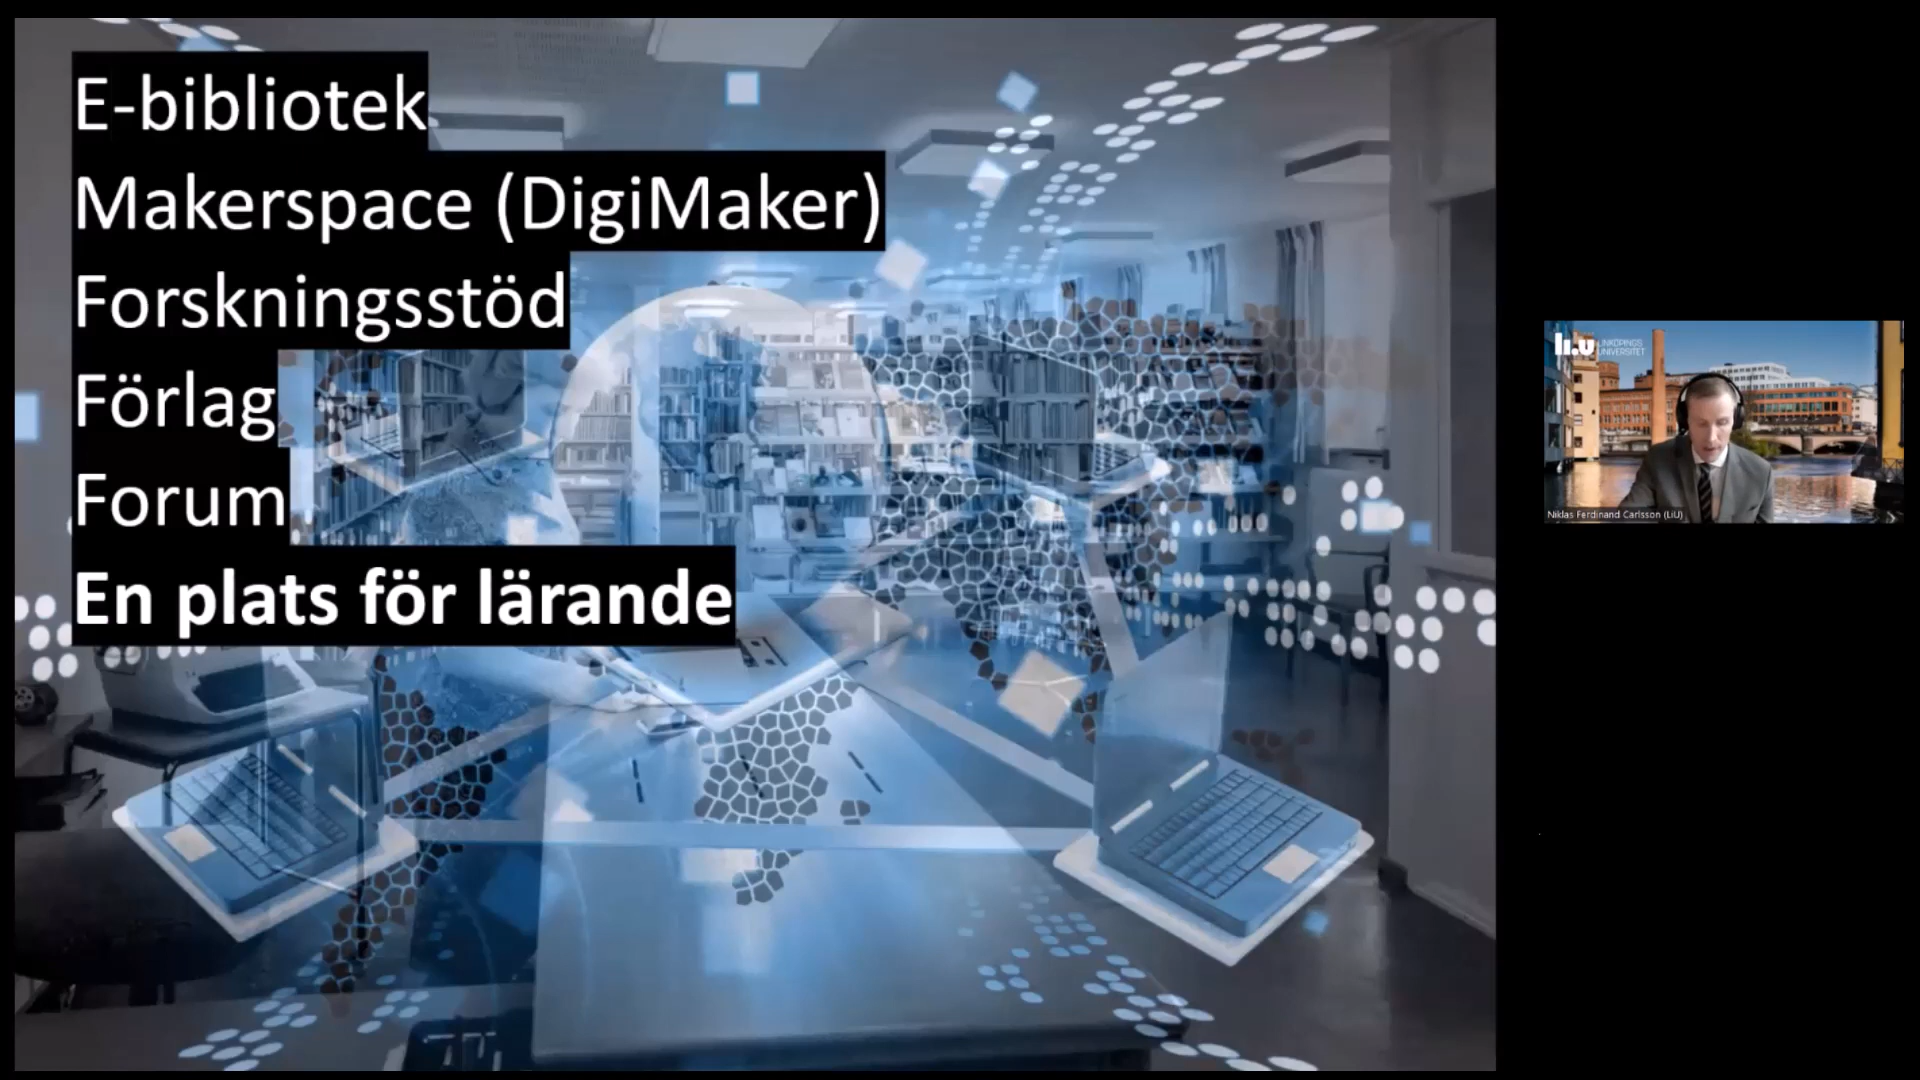 E-bibliotek
Makerspace (DigiMaker)
Forskningsstöd
Förlag
Forum
En plats för lärande
li.u LINKÖPINGS
UNIVERSITET
Niklas Ferdinand Carlsson (LiU)